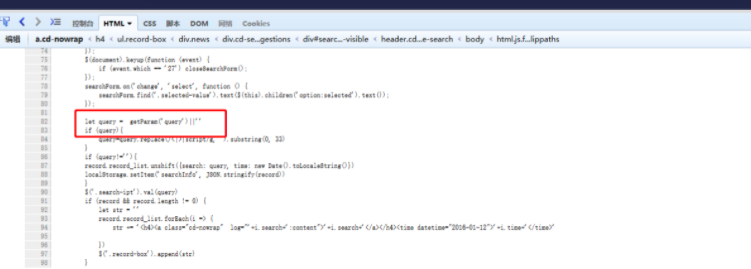 控制台 HTML CSS 脚本 DOM 网络 Cookies
编辑 a.cd-nowrap < h4 < ul.record-box < div.news < div.cd-se...gestions < div#searc...-visible < header.cd...e-search < body < html.js.f...lippaths
74 });
75 $(document).keyup(function (event) {
76 if (event.which == '27') closeSearchForm();
77 });
78 searchForm.on('change', 'select', function () {
79 searchForm.find('.selected-value').text($(this).children('option:selected').text());
80 });
81
82 let query = getParam('query')||''
83 if (query){
84 .substring(0, 33)
85 }
86 if (query!=''){
87 record.record_list.unshift({search: query, time: new Date().toLocaleString()})
88 localStorage.setItem('searchInfo', JSON.stringify(record))
89 }
90 $('.search-ipt').val(query)
91 if (record && record.length != 0) {
92 let str = ''
93 record.record_list.forEach(i => {
94 str += '<h4><a class="cd-nowrap" log="'+i.search+':content">'+i.search+'</a></h4><time datetime="2016-01-12">'+i.time+'</time>'
95
96 })
97 $('.record-box').append(str)
98 }